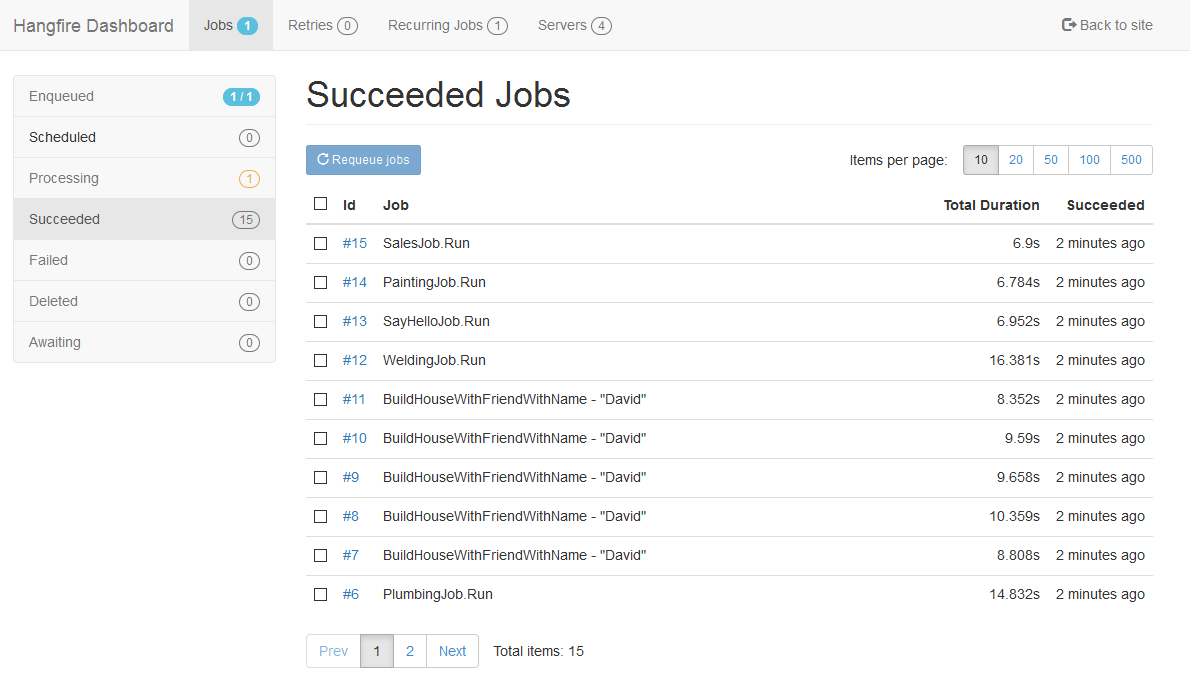 Hangfire Dashboard Jobs 1 Retries 0 Recurring Jobs 1 Servers 4 Back to site
Enqueued 1 / 1
Scheduled 0
Processing 1
Succeeded 15
Failed 0
Deleted 0
Awaiting 0
Succeeded Jobs
Requeue jobs Items per page: 10 20 50 100 500
Id Job Total Duration Succeeded
#15 SalesJob.Run 6.9s 2 minutes ago
#14 PaintingJob.Run 6.784s 2 minutes ago
#13 SayHelloJob.Run 6.952s 2 minutes ago
#12 WeldingJob.Run 16.381s 2 minutes ago
#11 BuildHouseWithFriendWithName - "David" 8.352s 2 minutes ago
#10 BuildHouseWithFriendWithName - "David" 9.59s 2 minutes ago
#9 BuildHouseWithFriendWithName - "David" 9.658s 2 minutes ago
#8 BuildHouseWithFriendWithName - "David" 10.359s 2 minutes ago
#7 BuildHouseWithFriendWithName - "David" 8.808s 2 minutes ago
#6 PlumbingJob.Run 14.832s 2 minutes ago
Prev 1 2 Next Total items: 15